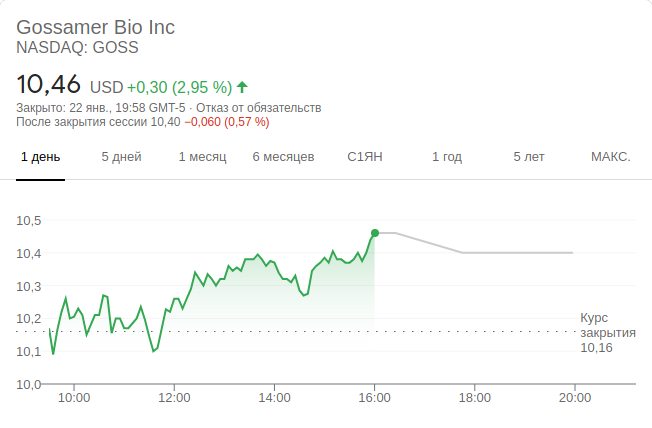 Gossamer Bio Inc
NASDAQ: GOSS
10,46 USD +0,30 (2,95 %)
Закрыто: 22 янв., 19:58 GMT-5 · Отказ от обязательств
После закрытия сессии 10,40 −0,060 (0,57 %)
1 день 5 дней 1 месяц 6 месяцев С1ЯН 1 год 5 лет МАКС.
10,5
10,4
10,3
10,2
10,1
10,0
Курс
закрытия
10,16
10:00 12:00 14:00 16:00 18:00 20:00